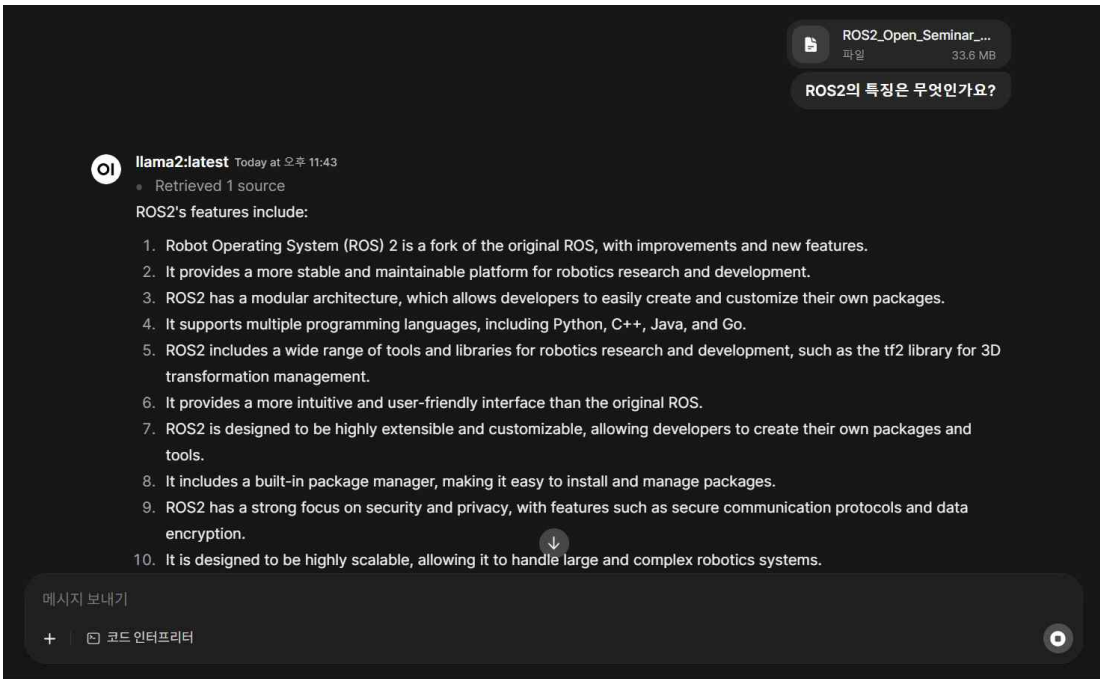 ROS2_Open_Seminar_...
파일 33.6 MB
ROS2의 특징은 무엇인가요?
OI llama2:latest Today at 오후 11:43
Retrieved 1 source
ROS2's features include:
1. Robot Operating System (ROS) 2 is a fork of the original ROS, with improvements and new features.
2. It provides a more stable and maintainable platform for robotics research and development.
3. ROS2 has a modular architecture, which allows developers to easily create and customize their own packages.
4. It supports multiple programming languages, including Python, C++, Java, and Go.
5. ROS2 includes a wide range of tools and libraries for robotics research and development, such as the tf2 library for 3D
transformation management.
6. It provides a more intuitive and user-friendly interface than the original ROS.
7. ROS2 is designed to be highly extensible and customizable, allowing developers to create their own packages and
tools.
8. It includes a built-in package manager, making it easy to install and manage packages.
9. ROS2 has a strong focus on security and privacy, with features such as secure communication protocols and data
encryption.
10. It is designed to be highly scalable, allowing it to handle large and complex robotics systems.
메시지 보내기
코드 인터프리터